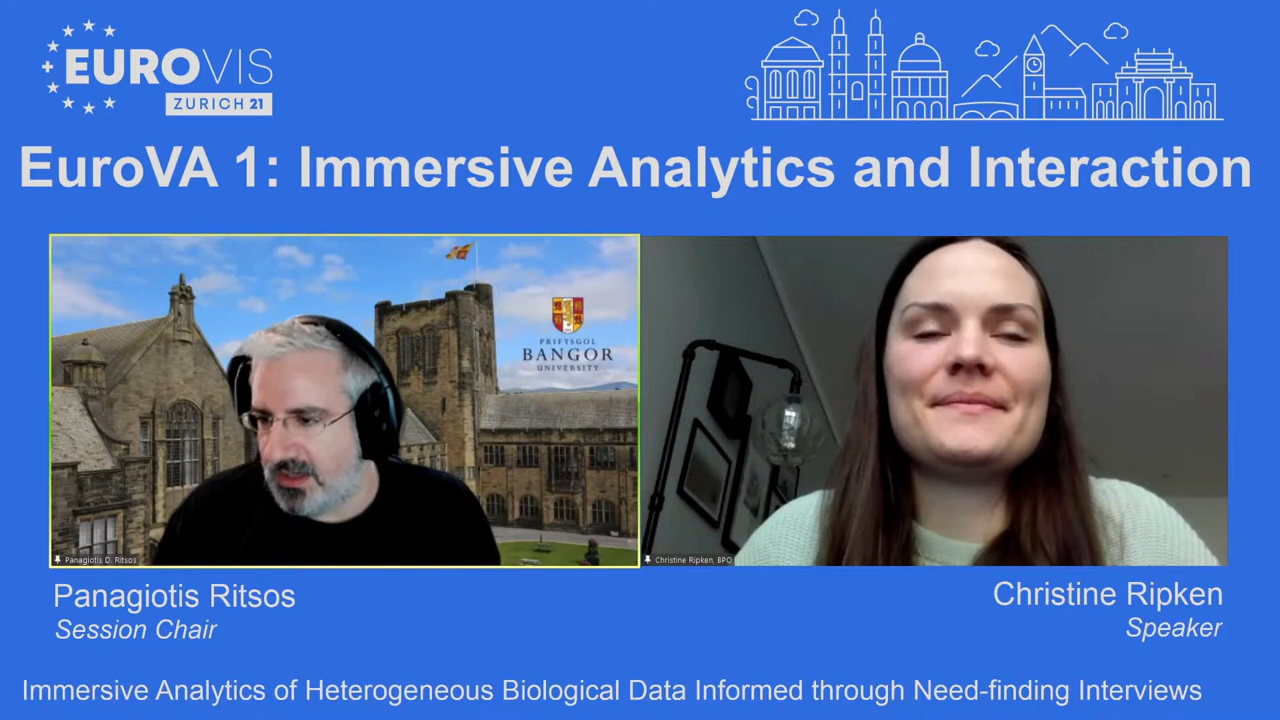 EUROVIS
ZURICH 21
EuroVA 1: Immersive Analytics and Interaction
PRIFYSGOL
BANGOR
UNIVERSITY
Panagiotis D. Ritsos
Christine Ripken, BPO
Panagiotis Ritsos
Session Chair
Christine Ripken
Speaker
Immersive Analytics of Heterogeneous Biological Data Informed through Need-finding Interviews